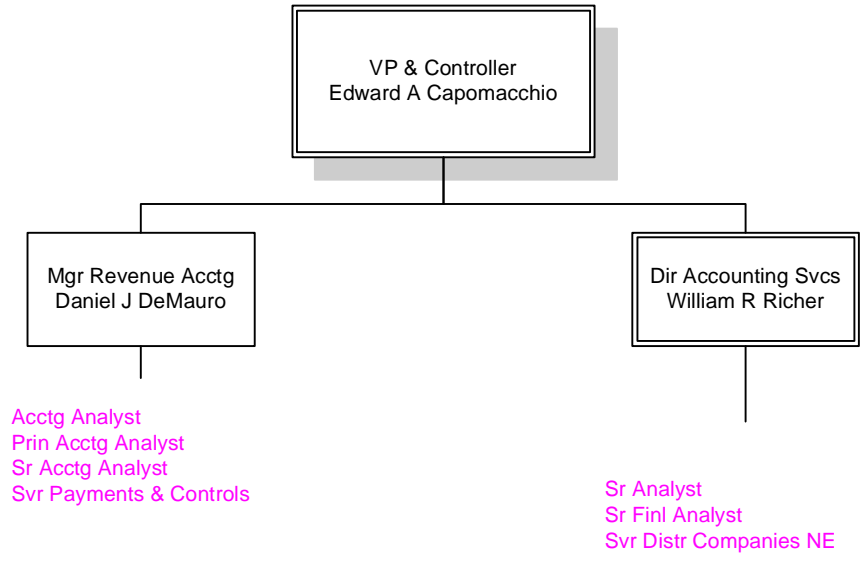 VP & Controller
Edward A Capomacchio
Mgr Revenue Acctg
Daniel J DeMauro
Dir Accounting Svcs
William R Richer
Acctg Analyst
Prin Acctg Analyst
Sr Acctg Analyst
Svr Payments & Controls
Sr Analyst
Sr Finl Analyst
Svr Distr Companies NE